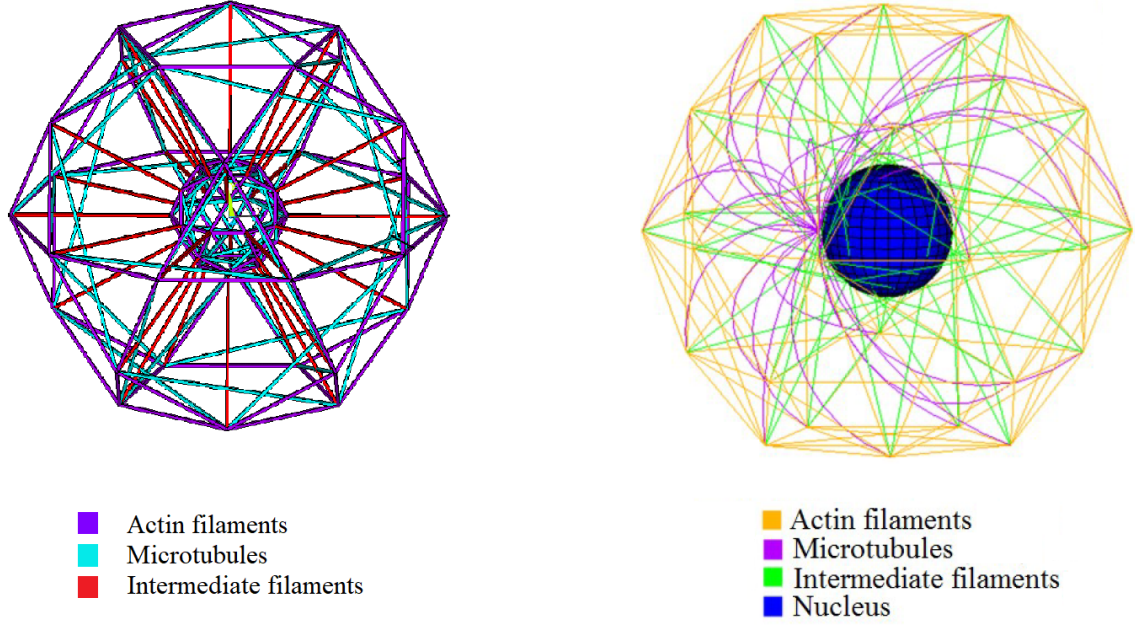 Actin filaments
Microtubules
Intermediate filaments
Actin filaments
Microtubules
Intermediate filaments
Nucleus